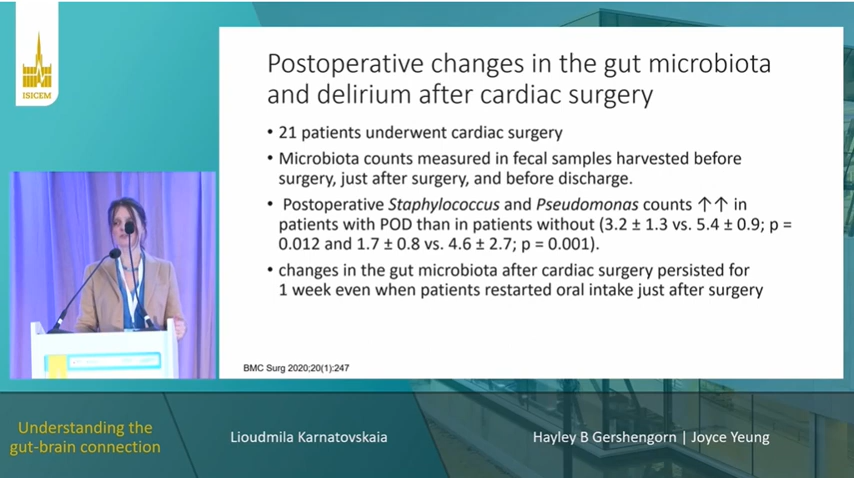 ISICEM
Postoperative changes in the gut microbiota
and delirium after cardiac surgery
• 21 patients underwent cardiac surgery
• Microbiota counts measured in fecal samples harvested before
surgery, just after surgery, and before discharge.
• Postoperative Staphylococcus and Pseudomonas counts ↑↑ in
patients with POD than in patients without (3.2 ± 1.3 vs. 5.4 ± 0.9; p =
0.012 and 1.7 ± 0.8 vs. 4.6 ± 2.7; p = 0.001).
• changes in the gut microbiota after cardiac surgery persisted for
1 week even when patients restarted oral intake just after surgery
BMC Surg 2020;20(1):247
Understanding the
gut-brain connection
Lioudmila Karnatovskaia
Hayley B Gershengorn | Joyce Yeung